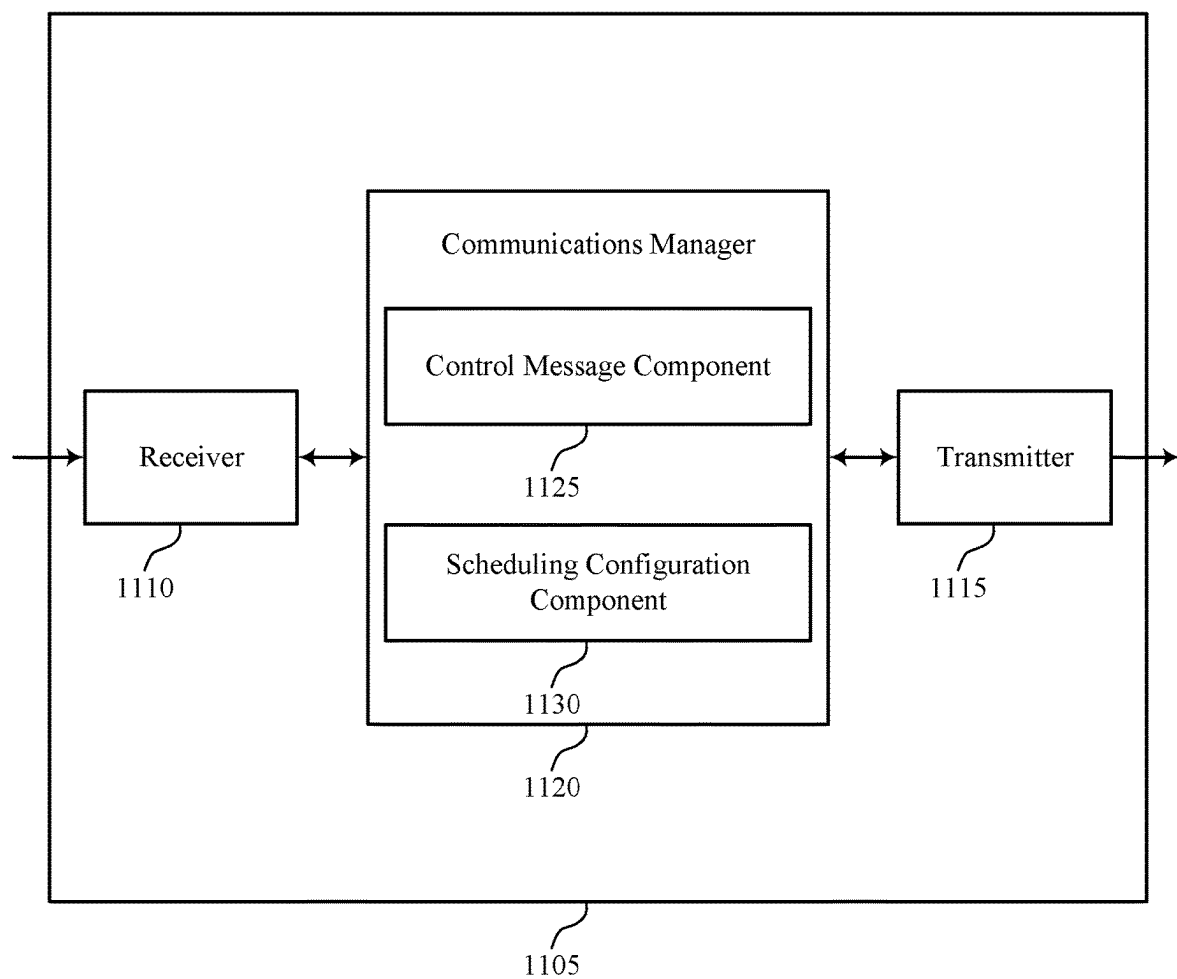 Communications Manager
Control Message Component
1125
Receiver
1110
Transmitter
1115
Scheduling Configuration
Component
1130
1120
1105